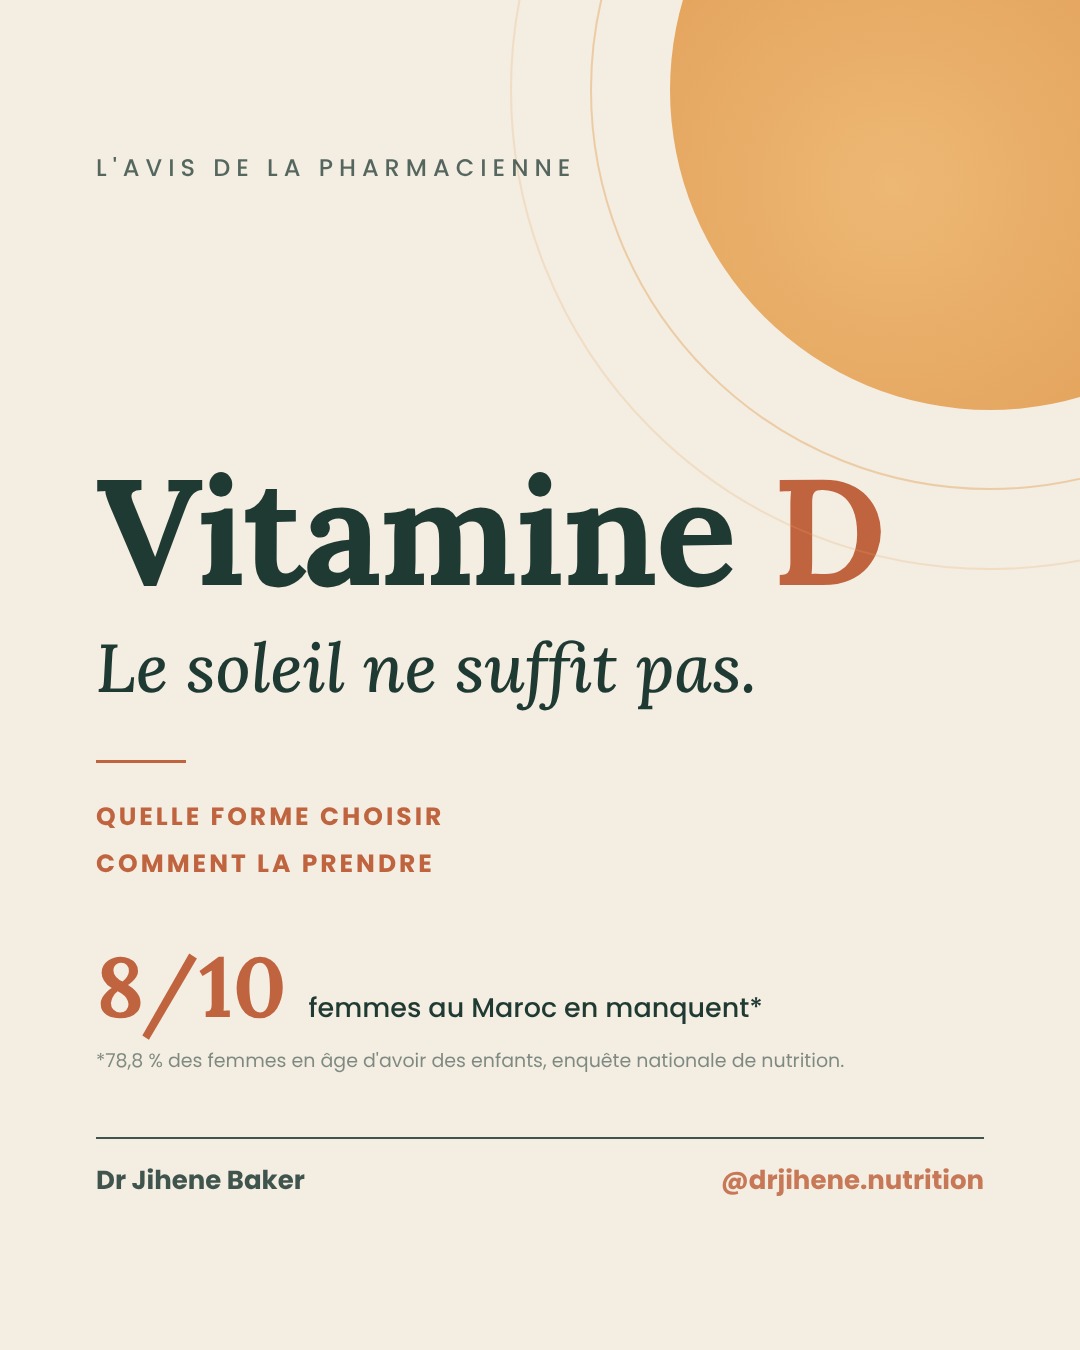 L'AVIS DE LA PHARMACIENNE
Vitamine D
Le soleil ne suffit pas.
QUELLE FORME CHOISIR
COMMENT LA PRENDRE
8/10 femmes au Maroc en manquent*
*78,8 % des femmes en âge d'avoir des enfants, enquête nationale de nutrition.
Dr Jihene Baker @drjihene.nutrition